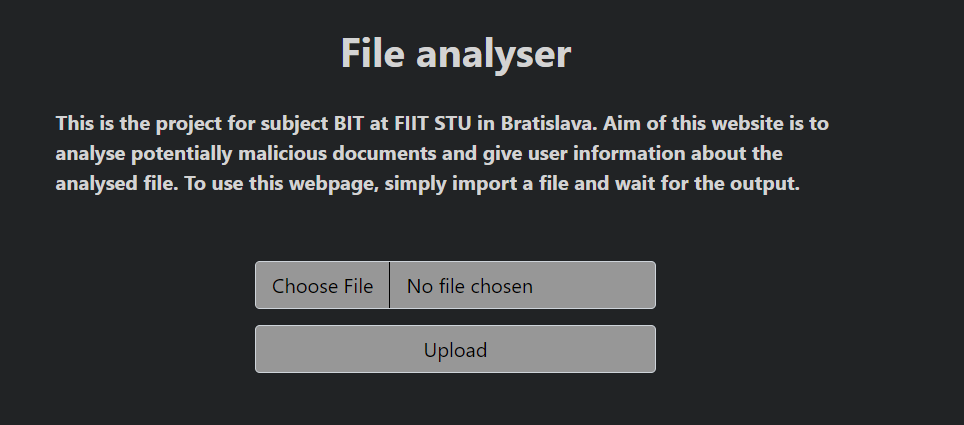 File analyser
This is the project for subject BIT at FIIT STU in Bratislava. Aim of this website is to
analyse potentially malicious documents and give user information about the
analysed file. To use this webpage, simply import a file and wait for the output.
Choose File No file chosen
Upload